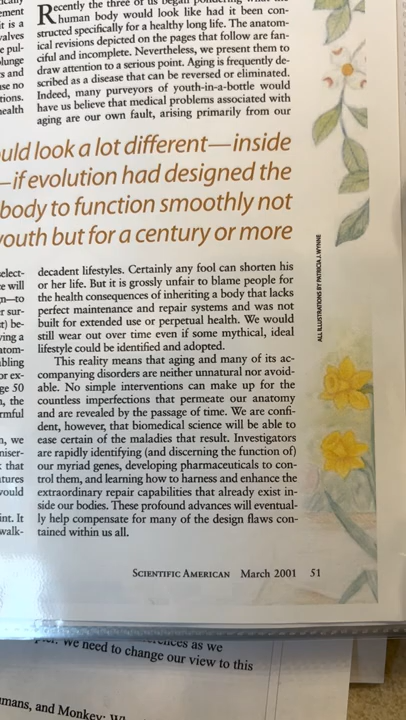 Recently the three of us began pondering what the
human body would look like had it been con-
structed specifically for a healthy long life. The anatom-
ical revisions depicted on the pages that follow are fan-
ciful and incomplete. Nevertheless, we present them to
draw attention to a serious point. Aging is frequently de-
scribed as a disease that can be reversed or eliminated.
Indeed, many purveyors of youth-in-a-bottle would
have us believe that medical problems associated with
aging are our own fault, arising primarily from our
uld look a lot different—inside
—if evolution had designed the
body to function smoothly not
youth but for a century or more
decadent lifestyles. Certainly any fool can shorten his
or her life. But it is grossly unfair to blame people for
the health consequences of inheriting a body that lacks
perfect maintenance and repair systems and was not
built for extended use or perpetual health. We would
still wear out over time even if some mythical, ideal
lifestyle could be identified and adopted.
This reality means that aging and many of its ac-
companying disorders are neither unnatural nor avoid-
able. No simple interventions can make up for the
countless imperfections that permeate our anatomy
and are revealed by the passage of time. We are confi-
dent, however, that biomedical science will be able to
ease certain of the maladies that result. Investigators
are rapidly identifying (and discerning the function of)
our myriad genes, developing pharmaceuticals to con-
trol them, and learning how to harness and enhance the
extraordinary repair capabilities that already exist in-
side our bodies. These profound advances will eventual-
ly help compensate for many of the design flaws con-
tained within us all.
ALL ILLUSTRATIONS BY PATRICIA J. WYNNE
SCIENTIFIC AMERICAN March 2001 51
We need to change our view to this
mans, and Monkey: